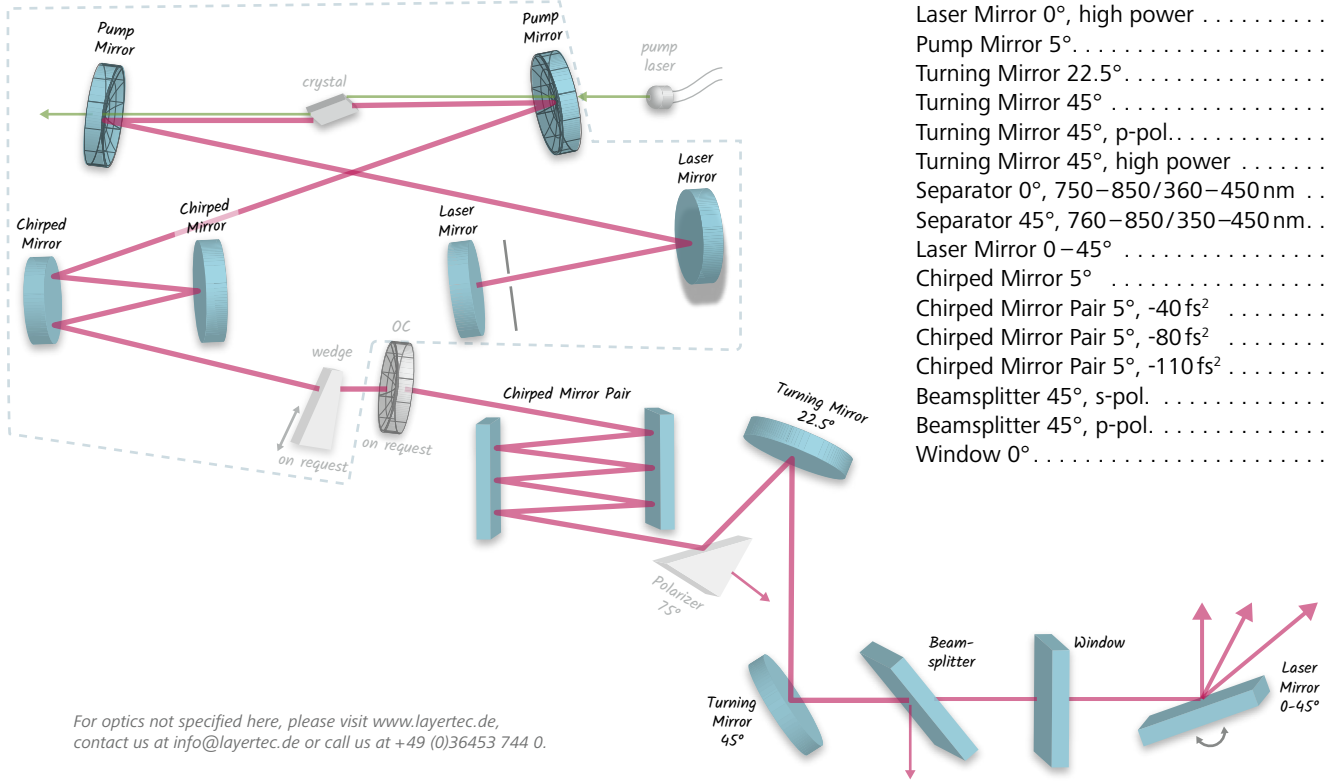 Pump
Mirror
crystal
Pump
Mirror
pump
laser
Laser
Mirror
Laser
Mirror
Chirped
Mirror
Chirped
Mirror
wedge
on request
OC
on request
Chirped Mirror Pair
Turning Mirror
22.5°
Polarizer
75°
Turning
Mirror
45°
Beam-
splitter
Window
Laser
Mirror
0-45°
Laser Mirror 0°, high power . . . . . . . . . .
Pump Mirror 5°. . . . . . . . . . . . . . . . . . . . .
Turning Mirror 22.5°. . . . . . . . . . . . . . . . .
Turning Mirror 45° . . . . . . . . . . . . . . . . . .
Turning Mirror 45°, p-pol.. . . . . . . . . . . . .
Turning Mirror 45°, high power . . . . . . .
Separator 0°, 750–850/360–450 nm . .
Separator 45°, 760–850/350–450 nm. .
Laser Mirror 0–45° . . . . . . . . . . . . . . . . .
Chirped Mirror 5° . . . . . . . . . . . . . . . . . .
Chirped Mirror Pair 5°, -40 fs² . . . . . . . .
Chirped Mirror Pair 5°, -80 fs² . . . . . . . .
Chirped Mirror Pair 5°, -110 fs² . . . . . . . .
Beamsplitter 45°, s-pol. . . . . . . . . . . . . . .
Beamsplitter 45°, p-pol. . . . . . . . . . . . . . .
Window 0°. . . . . . . . . . . . . . . . . . . . . . . .
For optics not specified here, please visit www.layertec.de,
contact us at info@layertec.de or call us at +49 (0)36453 744 0.